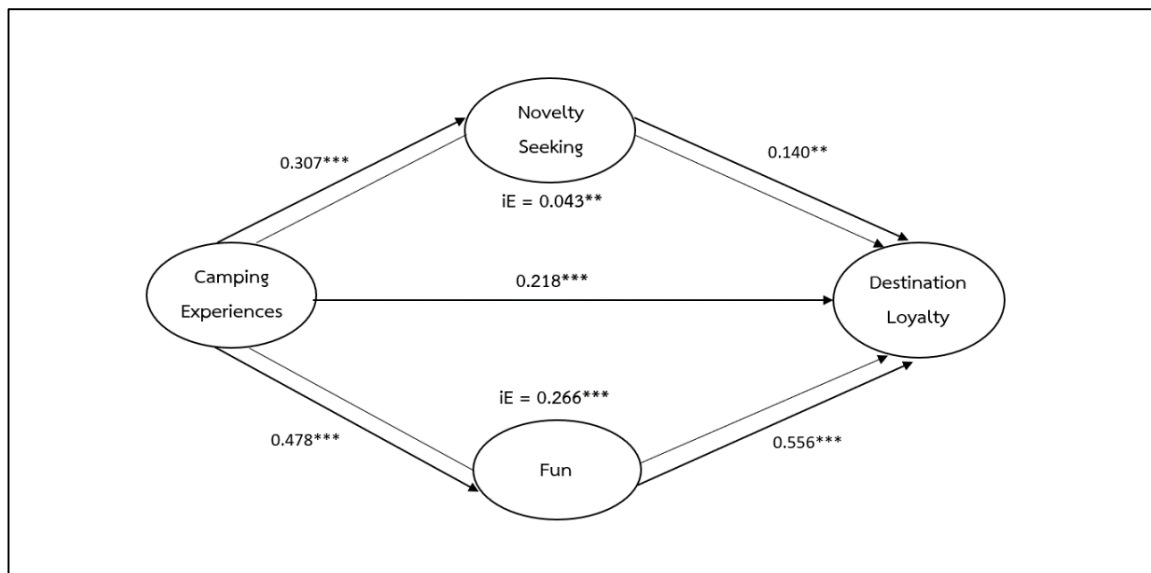 Novelty
Seeking
0.307***
0.140**
iE = 0.043**
Camping
Experiences
0.218***
Destination
Loyalty
iE = 0.266***
0.478***
0.556***
Fun